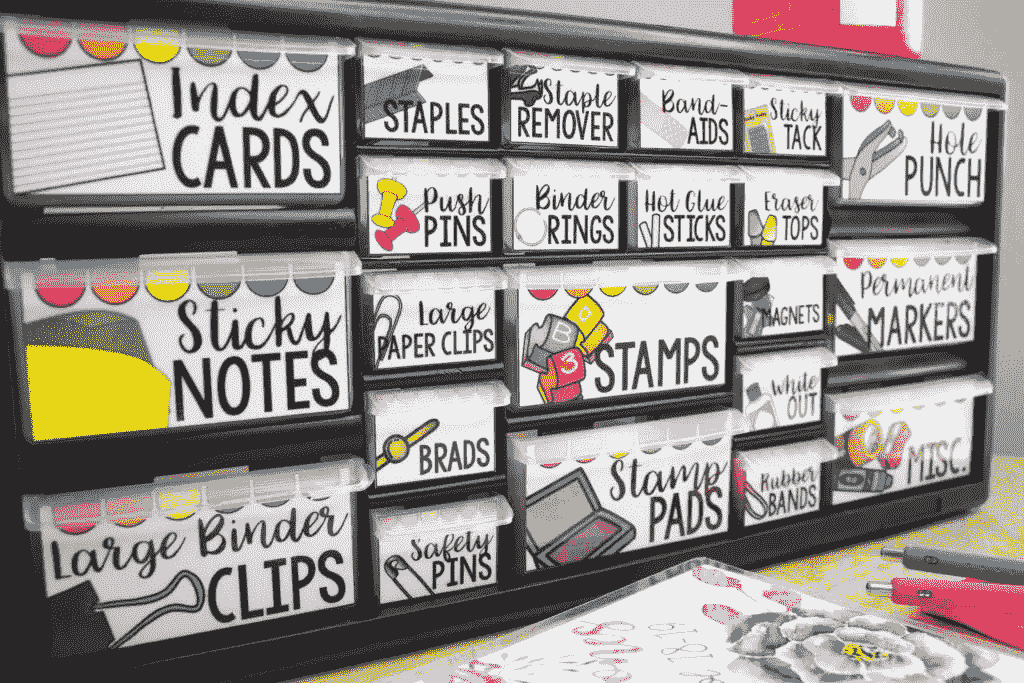 Index
CARDS
STAPLES
Staple
REMOVER
Band-
AIDS
Sticky
TACK
Hole
PUNCH
Push
PINS
Binder
RINGS
Hot Glue
STICKS
Eraser
TOPS
Sticky
NOTES
Large
PAPER CLIPS
B
3
STAMPS
MAGNETS
Permanent
MARKERS
BRADS
White
OUT
Large Binder
CLIPS
Safety
PINS
Stamp
PADS
Rubber
BANDS
MISC.